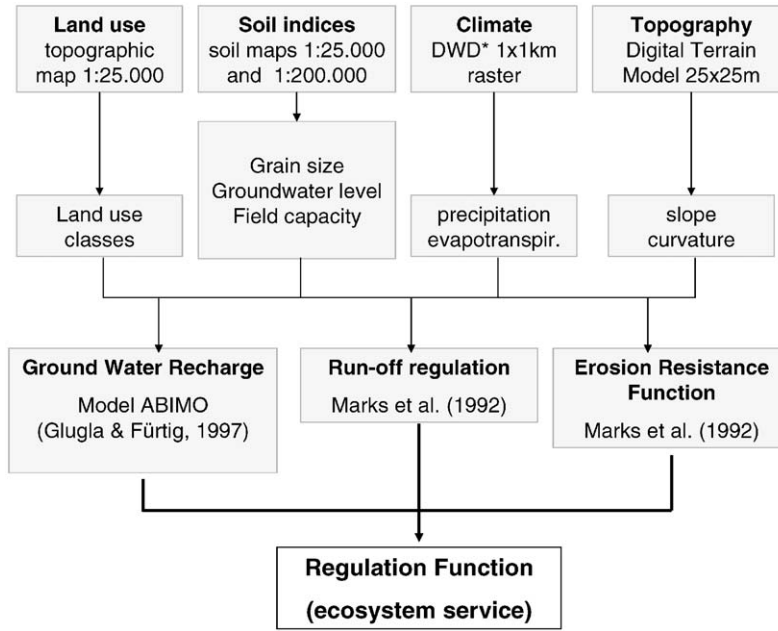 Land use
topographic
map 1:25.000
Soil indices
soil maps 1:25.000
and 1:200.000
Climate
DWD* 1x1km
raster
Topography
Digital Terrain
Model 25x25m
Land use
classes
Grain size
Groundwater level
Field capacity
precipitation
evapotranspir.
slope
curvature
Ground Water Recharge
Model ABIMO
(Glugla & Fürtig, 1997)
Run-off regulation
Marks et al. (1992)
Erosion Resistance
Function
Marks et al. (1992)
Regulation Function
(ecosystem service)